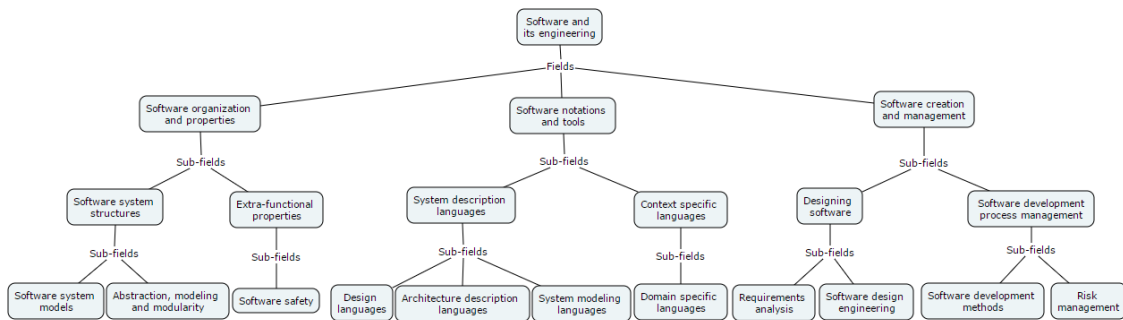 Software and
its engineering
Fields
Software organization
and properties
Software notations
and tools
Software creation
and management
Sub-fields
Sub-fields
Sub-fields
Software system
structures
Extra-functional
properties
System description
languages
Context specific
languages
Designing
software
Software development
process management
Sub-fields
Sub-fields
Sub-fields
Sub-fields
Sub-fields
Sub-fields
Software system
models
Abstraction, modeling
and modularity
Software safety
Design
languages
Architecture description
languages
System modeling
languages
Domain specific
languages
Requirements
analysis
Software design
engineering
Software development
methods
Risk
management